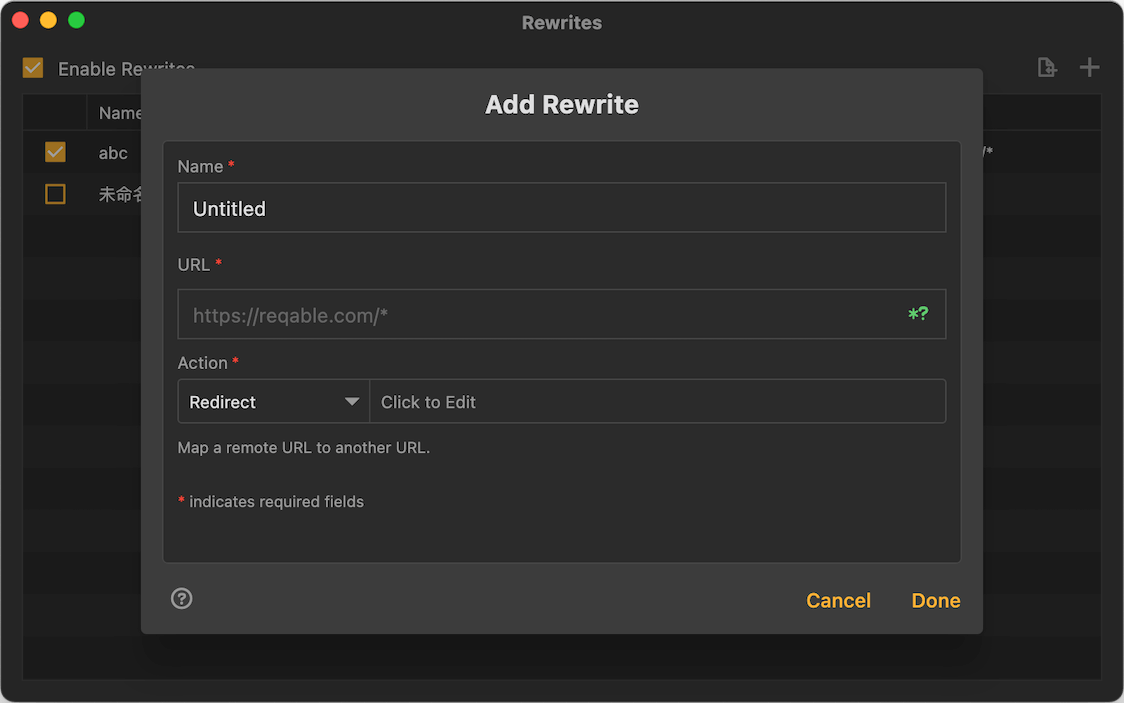 Rewrites
Enable Rewrites
Name
abc
/*
未命名
Add Rewrite
Name *
Untitled
URL *
https://reqable.com/*
*?
Action *
Redirect
Click to Edit
Map a remote URL to another URL.
* indicates required fields
?
Cancel
Done